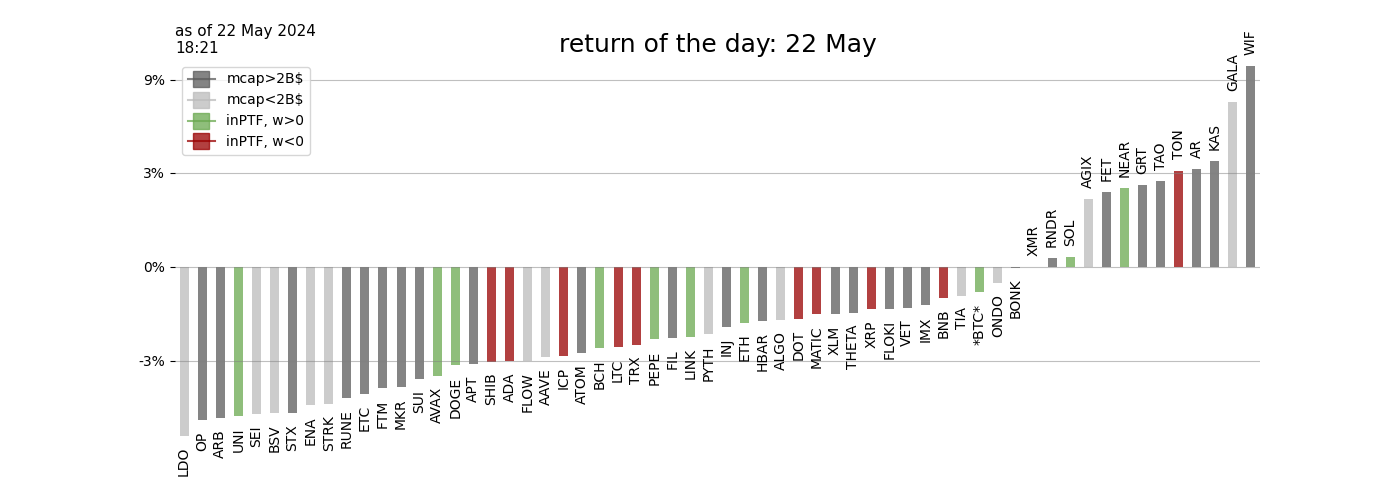 as of 22 May 2024
18:21
return of the day: 22 May
mcap>2B$
mcap<2B$
inPTF, w>0
inPTF, w<0
9%
3%
0%
-3%
LDO
OP
ARB
UNI
SEI
BSV
STX
ENA
STRK
RUNE
ETC
FTM
MKR
SUI
AVAX
DOGE
APT
SHIB
ADA
FLOW
AAVE
ICP
ATOM
BCH
LTC
TRX
PEPE
FIL
LINK
PYTH
INJ
ETH
HBAR
ALGO
DOT
MATIC
XLM
THETA
XRP
FLOKI
VET
IMX
BNB
TIA
*BTC*
ONDO
BONK
XMR
RNDR
SOL
AGIX
FET
NEAR
GRT
TAO
TON
AR
KAS
GALA
WIF